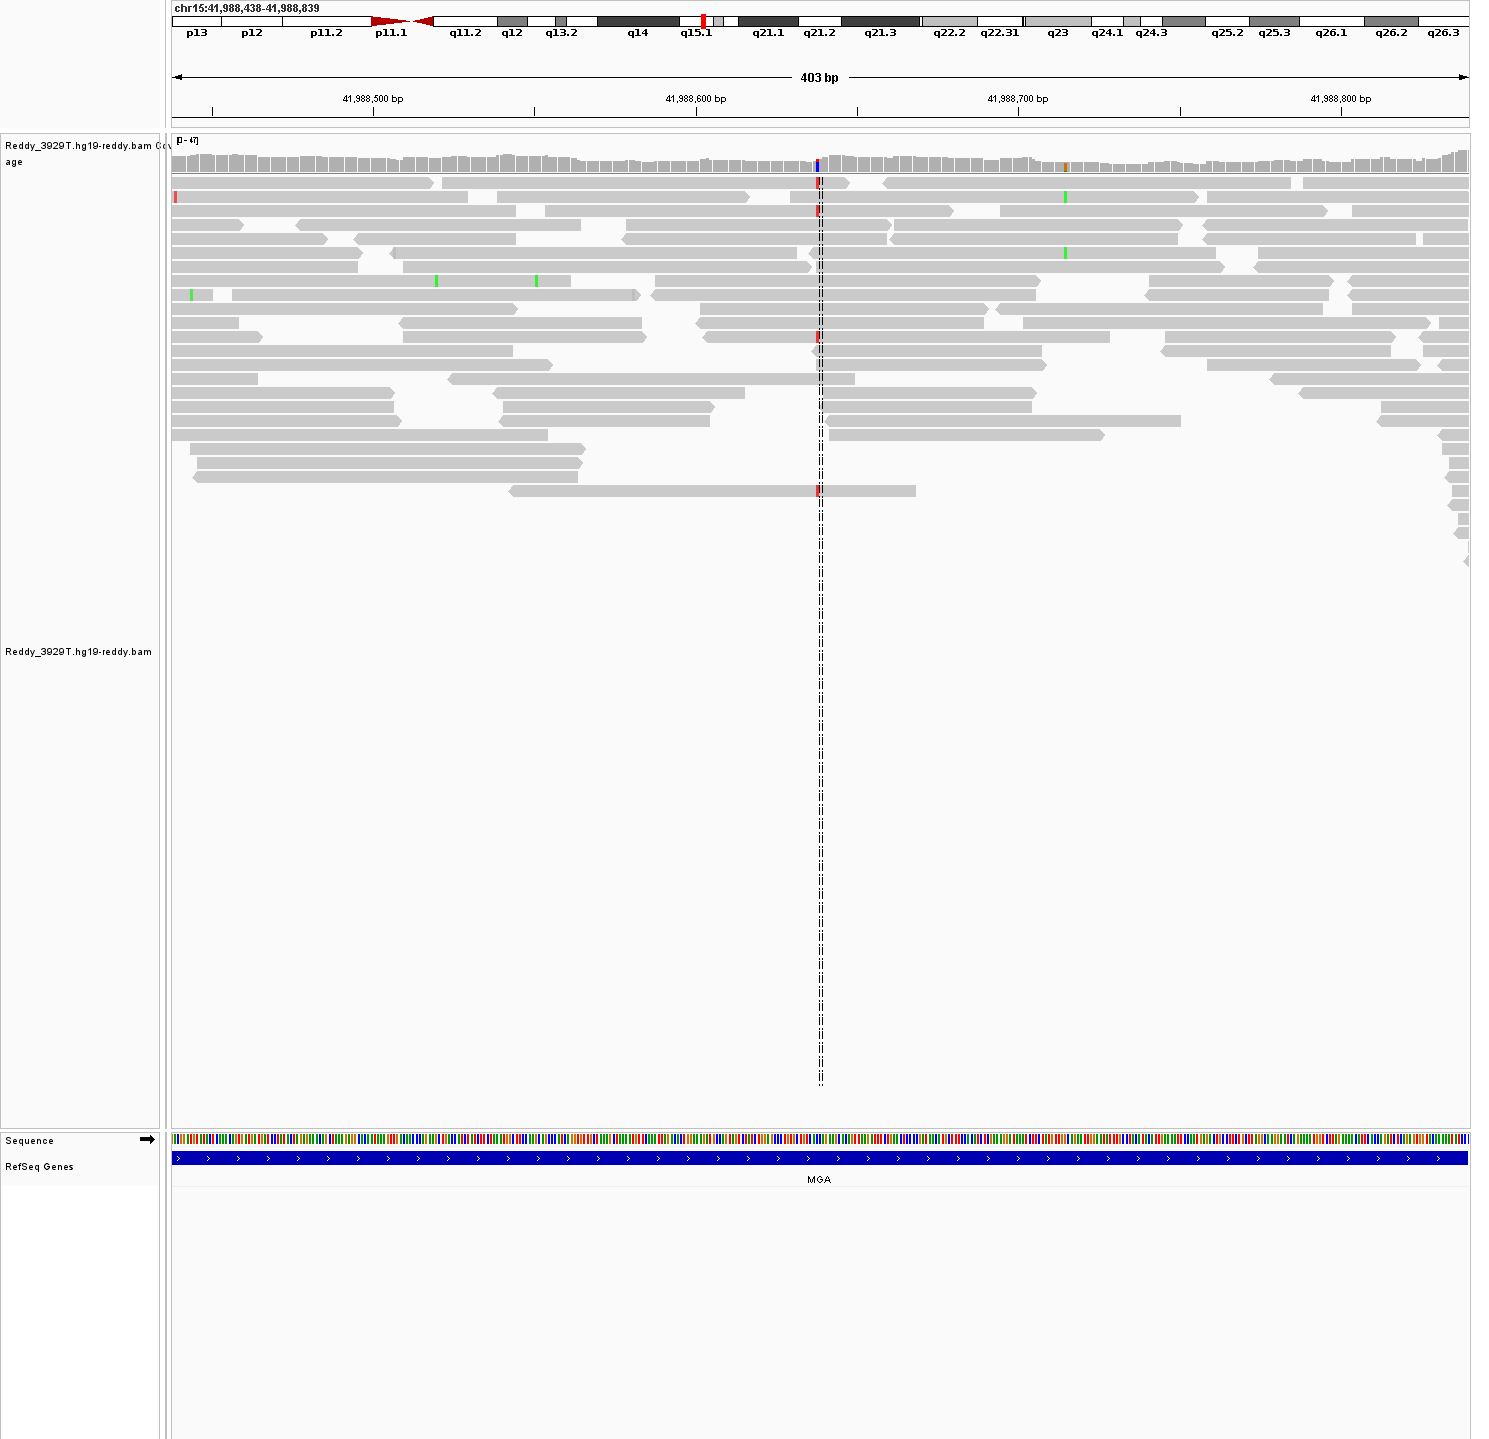 chr15:41,988,438-41,988,839
p13 p12 p11.2 p11.1 q11.2 q12 q13.2 q14 q15.1 q21.1 q21.2 q21.3 q22.2 q22.31 q23 q24.1 q24.3 q25.2 q25.3 q26.1 q26.2 q26.3
403 bp
41,988,500 bp 41,988,600 bp 41,988,700 bp 41,988,800 bp
[0 - 47]
Reddy_3929T.hg19-reddy.bam Cov
age
Reddy_3929T.hg19-reddy.bam
Sequence
RefSeq Genes
MGA